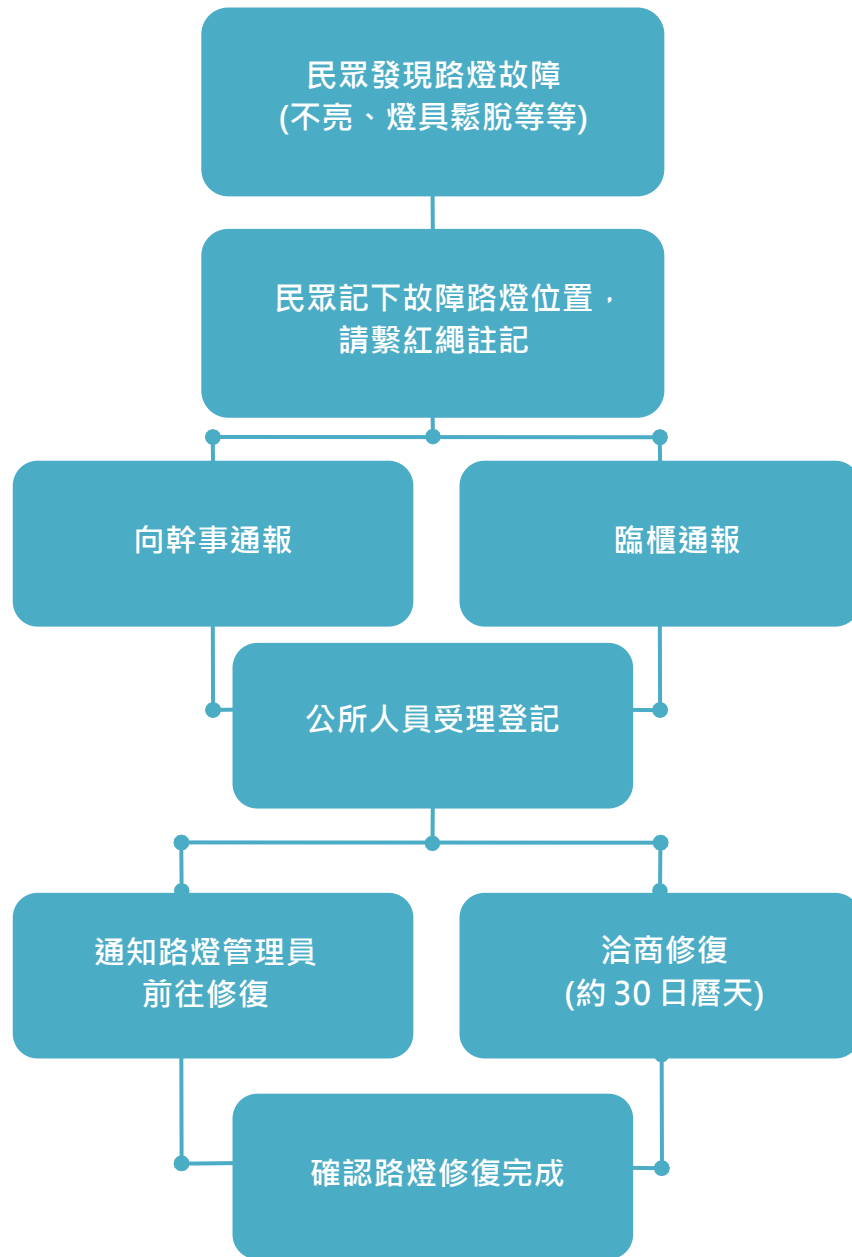 民眾發現路燈故障
(不亮、燈具鬆脫等等)
民眾記下故障路燈位置，
請繫紅繩註記
向幹事通報
臨櫃通報
公所人員受理登記
通知路燈管理員
前往修復
洽商修復
(約 30 日曆天)
確認路燈修復完成